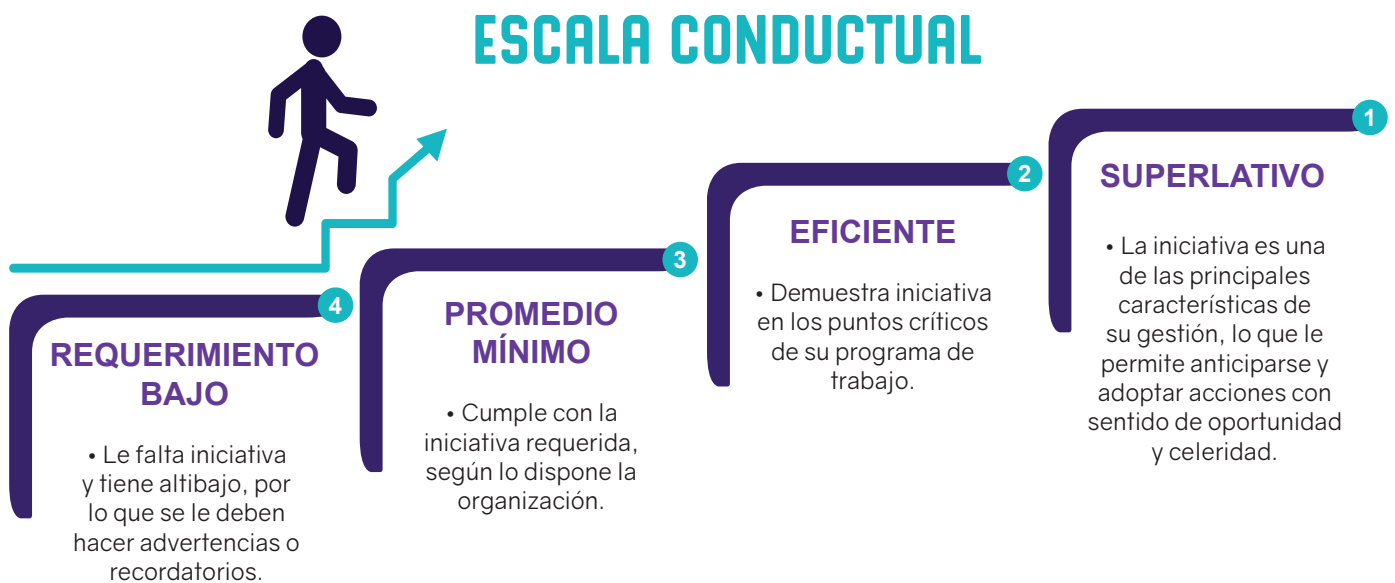 ESCALA CONDUCTUAL
4
REQUERIMIENTO
BAJO
• Le falta iniciativa
y tiene altibajo, por
lo que se le deben
hacer advertencias o
recordatorios.
3
PROMEDIO
MÍNIMO
• Cumple con la
iniciativa requerida,
según lo dispone la
organización.
2
EFICIENTE
• Demuestra iniciativa
en los puntos críticos
de su programa de
trabajo.
1
SUPERLATIVO
• La iniciativa es una
de las principales
características de
su gestión, lo que le
permite anticiparse y
adoptar acciones con
sentido de oportunidad
y celeridad.